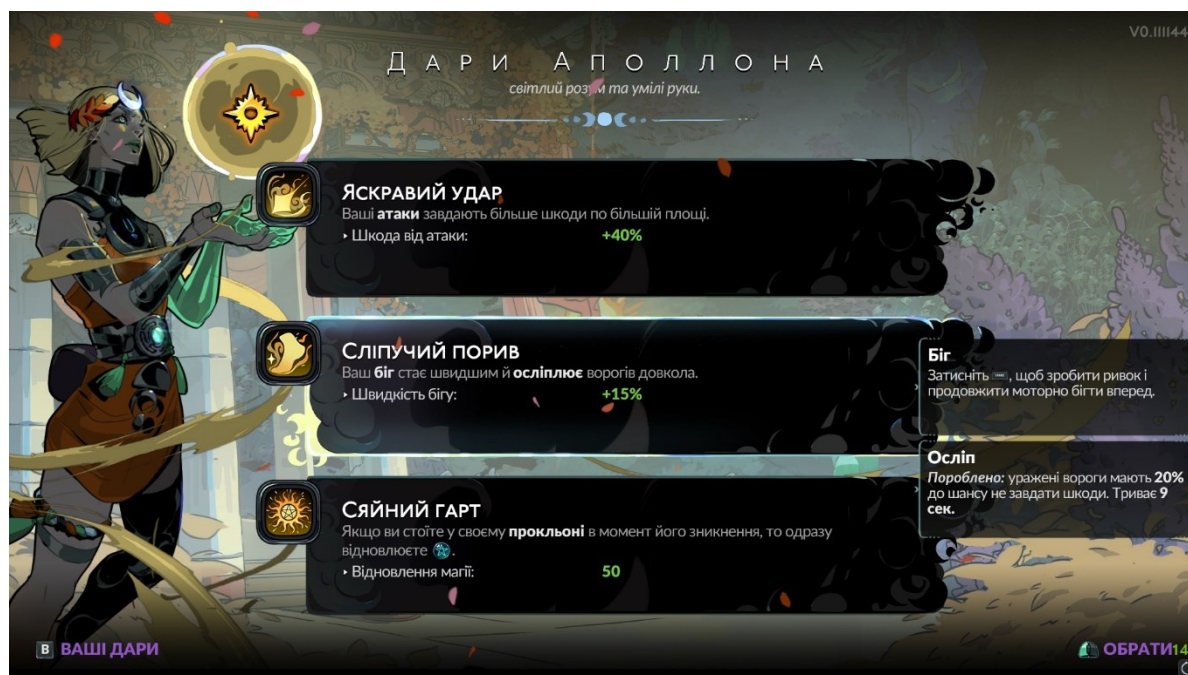 V0.111144
ДАРИ АПОЛЛОНА
світлий розум та умілі руки.
ЯСКРАВИЙ УДАР
Ваші атаки завдають більше шкоди по більшій площі.
‣ Шкода від атаки: +40%
СЛІПУЧИЙ ПОРИВ
Ваш біг стає швидшим й осліплює ворогів довкола.
‣ Швидкість бігу: +15%
Біг
Затисніть , щоб зробити ривок і
продовжити моторно бігти вперед.
Осліп
Пороблено: уражені вороги мають 20%
до шансу не завдати шкоди. Триває 9
сек.
СЯЙНИЙ ГАРТ
Якщо ви стоїте у своєму прокльоні в момент його зникнення, то одразу
відновлюєте .
‣ Відновлення магії: 50
B ВАШІ ДАРИ
ОБРАТИ14